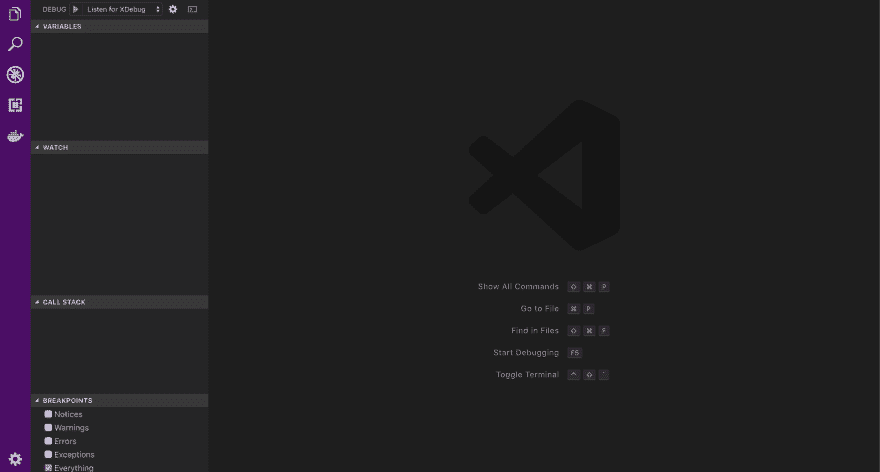 DEBUG Listen for XDebug
VARIABLES
WATCH
CALL STACK
BREAKPOINTS
Notices
Warnings
Errors
Exceptions
Everything
Show All Commands ⇧ ⌘ P
Go to File ⌘ P
Find in Files ⇧ ⌘ F
Start Debugging F5
Toggle Terminal ^ ⇧ `